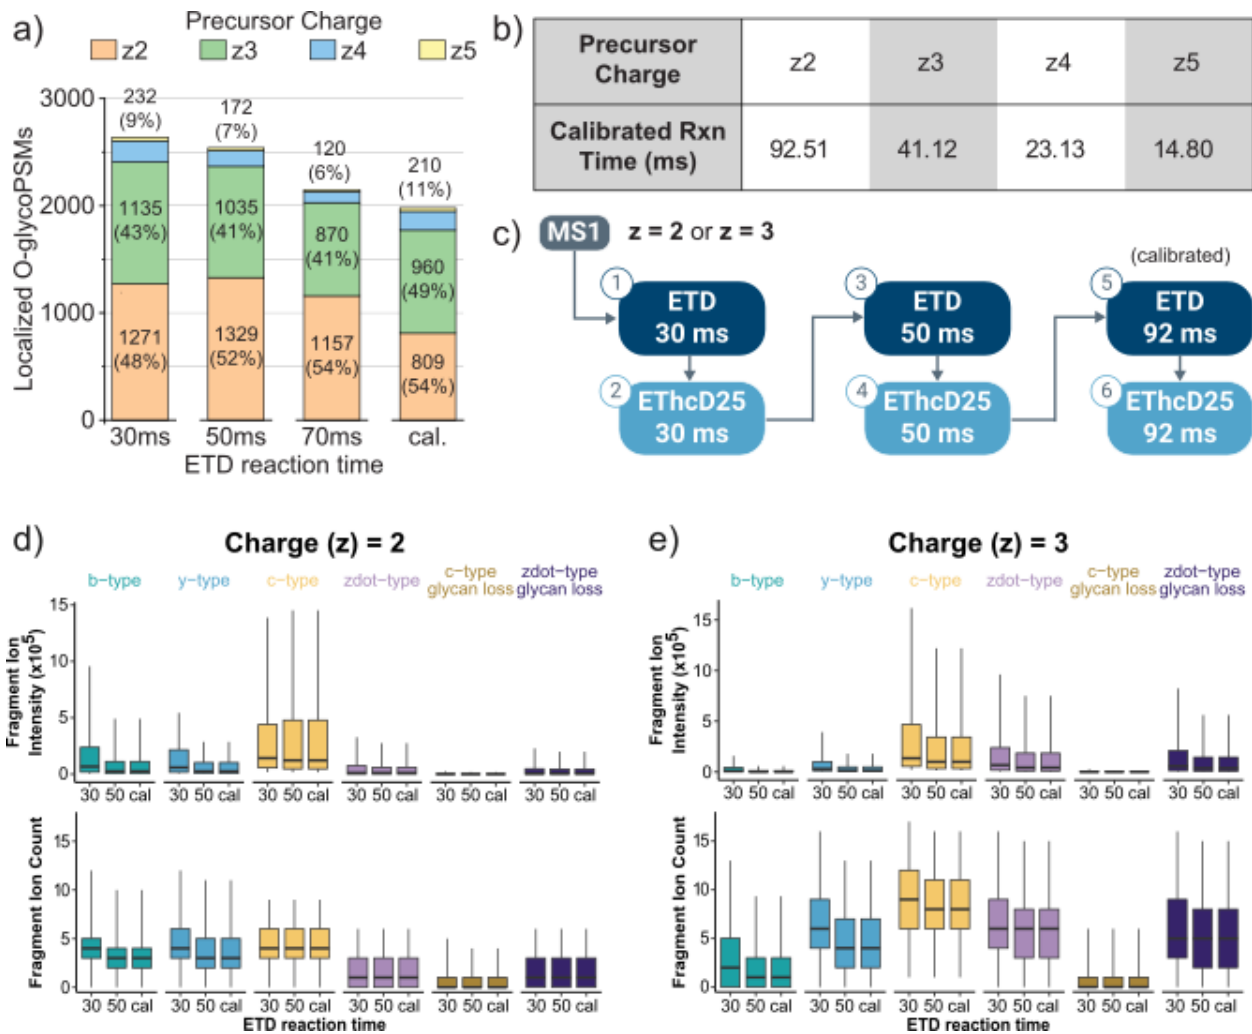 a)
Precursor Charge
z2 z3 z4 z5
Localized O-glycoPSMs
3000
2000
1000
0
232
(9%)
1135
(43%)
1271
(48%)
172
(7%)
1035
(41%)
1329
(52%)
120
(6%)
870
(41%)
1157
(54%)
210
(11%)
960
(49%)
809
(54%)
30ms 50ms 70ms cal.
ETD reaction time
b)
Precursor Charge z2 z3 z4 z5
Calibrated Rxn Time (ms) 92.51 41.12 23.13 14.80
c)
MS1 z = 2 or z = 3
1
ETD
30 ms
2
EThcD25
30 ms
3
ETD
50 ms
4
EThcD25
50 ms
(calibrated)
5
ETD
92 ms
6
EThcD25
92 ms
d)
Charge (z) = 2
b-type y-type c-type zdot-type c-type glycan loss zdot-type glycan loss
Fragment Ion
Intensity (x10⁵)
15
10
5
0
30 50 cal 30 50 cal 30 50 cal 30 50 cal 30 50 cal 30 50 cal
Fragment Ion Count
15
10
5
0
30 50 cal 30 50 cal 30 50 cal 30 50 cal 30 50 cal 30 50 cal
ETD reaction time
e)
Charge (z) = 3
b-type y-type c-type zdot-type c-type glycan loss zdot-type glycan loss
Fragment Ion
Intensity (x10⁵)
15
10
5
0
30 50 cal 30 50 cal 30 50 cal 30 50 cal 30 50 cal 30 50 cal
Fragment Ion Count
15
10
5
0
30 50 cal 30 50 cal 30 50 cal 30 50 cal 30 50 cal 30 50 cal
ETD reaction time